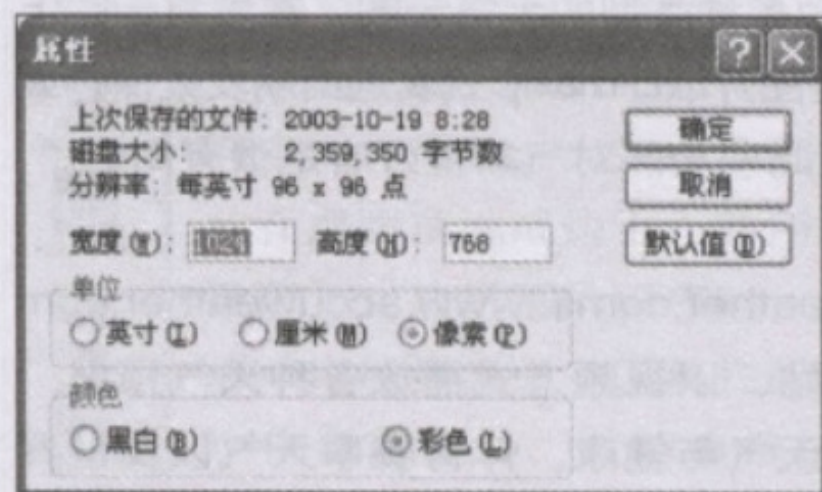 属性
上次保存的文件: 2003-10-19 8:28
磁盘大小: 2,359,350 字节数
分辨率: 每英寸 96 x 96 点
宽度(W): 高度(H): 768
单位
英寸(I) 厘米(M) 像素(P)
颜色
黑白(B) 彩色(L)
确定
取消
默认值(D)